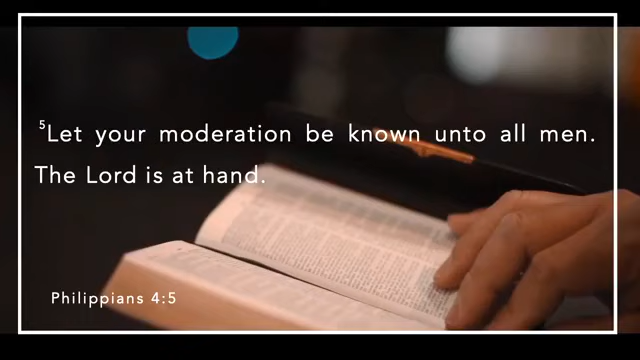 ⁵Let your moderation be known unto all men.
The Lord is at hand.
Philippians 4:5